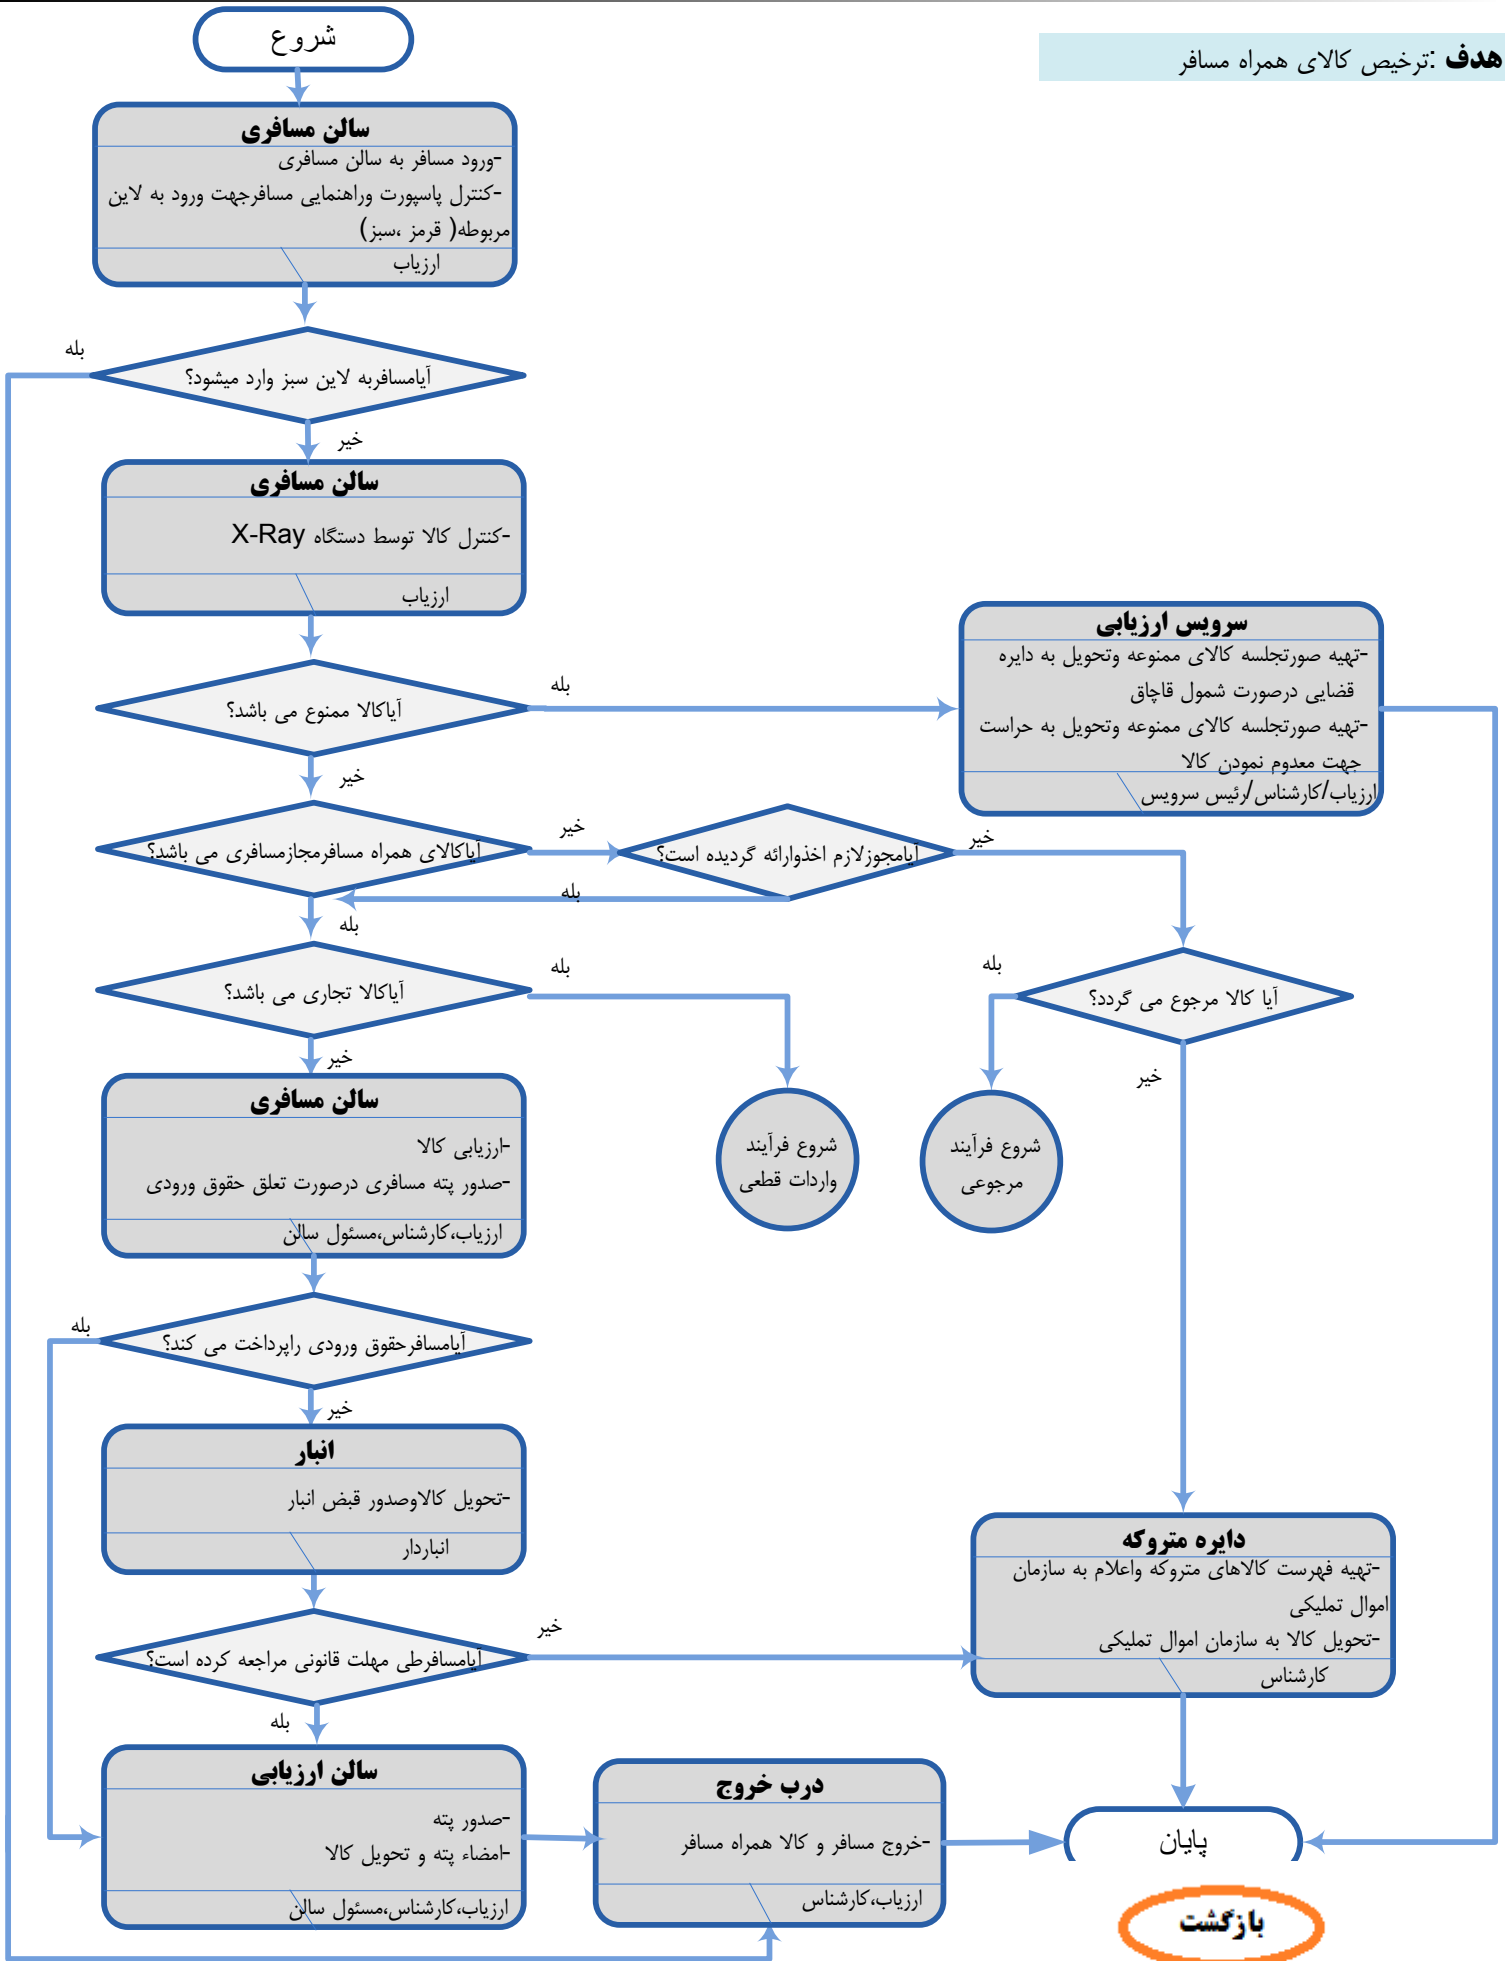 هدف :ترخیص کالای همراه مسافر
شروع
سالن مسافری
-ورود مسافر به سالن مسافری
-کنترل پاسپورت وراهنمایی مسافرجهت ورود به لاین
مربوطه( قرمز ،سبز)
ارزیاب
آیامسافربه لاین سبز وارد میشود؟
بله
خیر
سالن مسافری
-کنترل کالا توسط دستگاه X-Ray
ارزیاب
آیاکالا ممنوع می باشد؟
بله
خیر
سرویس ارزیابی
-تهیه صورتجلسه کالای ممنوعه وتحویل به دایره
قضایی درصورت شمول قاچاق
-تهیه صورتجلسه کالای ممنوعه وتحویل به حراست
جهت معدوم نمودن کالا
ارزیاب/کارشناس/رئیس سرویس
آیاکالای همراه مسافرمجازمسافری می باشد؟
خیر
آیامجوزلازم اخذوارائه گردیده است؟
خیر
بله
بله
آیاکالا تجاری می باشد؟
بله
خیر
آیا کالا مرجوع می گردد؟
بله
خیر
سالن مسافری
-ارزیابی کالا
-صدور پته مسافری درصورت تعلق حقوق ورودی
ارزیاب،کارشناس،مسئول سالن
شروع فرآیند
واردات قطعی
شروع فرآیند
مرجوعی
آیامسافرحقوق ورودی راپرداخت می کند؟
بله
خیر
انبار
-تحویل کالاوصدور قبض انبار
انباردار
دایره متروکه
-تهیه فهرست کالاهای متروکه واعلام به سازمان
اموال تملیکی
-تحویل کالا به سازمان اموال تملیکی
کارشناس
آیامسافرطی مهلت قانونی مراجعه کرده است؟
خیر
بله
سالن ارزیابی
-صدور پته
-امضاء پته و تحویل کالا
ارزیاب،کارشناس،مسئول سالن
درب خروج
-خروج مسافر و کالا همراه مسافر
ارزیاب،کارشناس
پایان
بازگشت